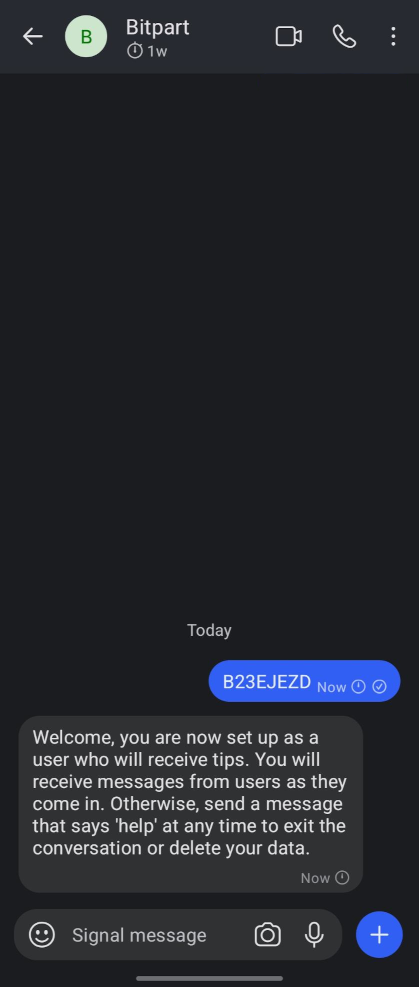 B
Bitpart
1w
Today
B23EJEZD Now
Welcome, you are now set up as a
user who will receive tips. You will
receive messages from users as they
come in. Otherwise, send a message
that says 'help' at any time to exit the
conversation or delete your data.
Now
Signal message